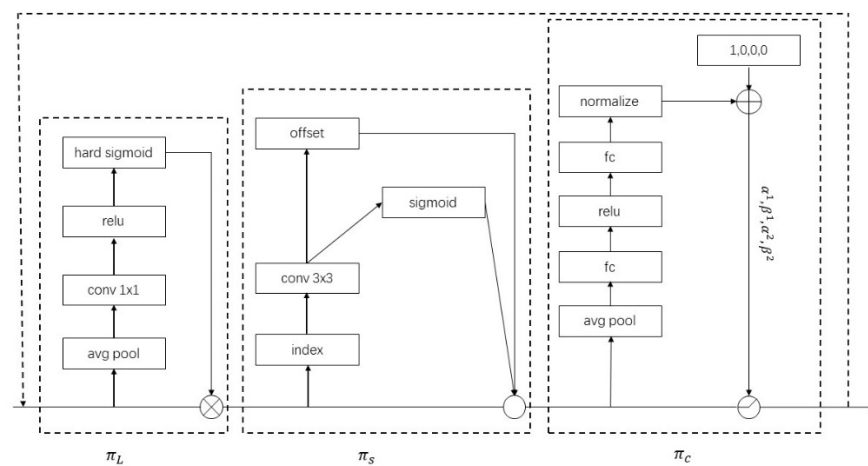 hard sigmoid
relu
conv 1x1
avg pool
π_L
offset
sigmoid
conv 3x3
index
π_s
1,0,0,0
normalize
fc
relu
fc
avg pool
α¹,β¹,α²,β²
π_c